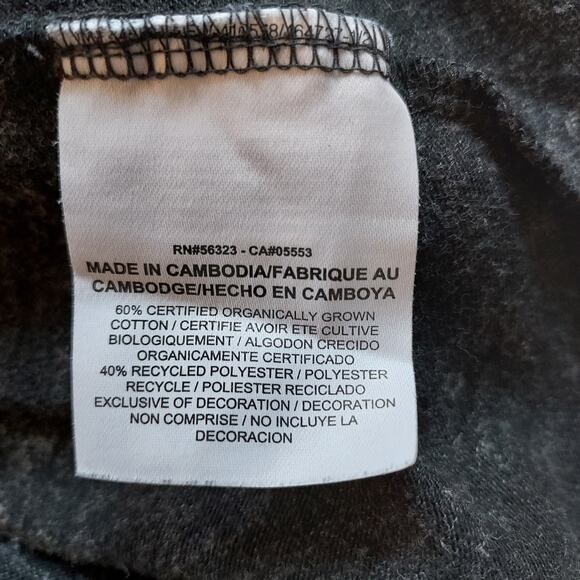 RN#56323 - CA#05553
MADE IN CAMBODIA/FABRIQUE AU
CAMBODGE/HECHO EN CAMBOYA
60% CERTIFIED ORGANICALLY GROWN
COTTON / CERTIFIE AVOIR ETE CULTIVE
BIOLOGIQUEMENT / ALGODON CRECIDO
ORGANICAMENTE CERTIFICADO
40% RECYCLED POLYESTER / POLYESTER
RECYCLE / POLIESTER RECICLADO
EXCLUSIVE OF DECORATION / DECORATION
NON COMPRISE / NO INCLUYE LA
DECORACION